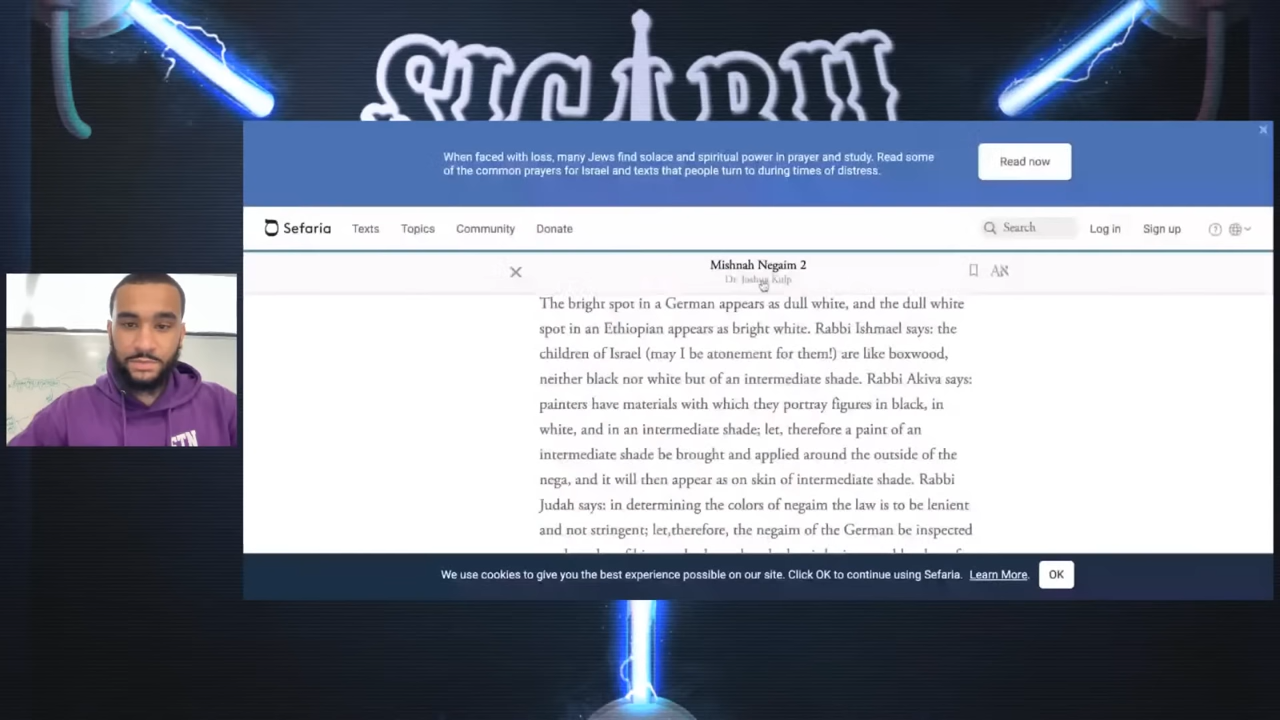 SICARII
When faced with loss, many Jews find solace and spiritual power in prayer and study. Read some
of the common prayers for Israel and texts that people turn to during times of distress.
Read now
Sefaria
Texts
Topics
Community
Donate
Search
Log in
Sign up
Mishnah Negaim 2
Dr. Joshua Kulp
The bright spot in a German appears as dull white, and the dull white
spot in an Ethiopian appears as bright white. Rabbi Ishmael says: the
children of Israel (may I be atonement for them!) are like boxwood,
neither black nor white but of an intermediate shade. Rabbi Akiva says:
painters have materials with which they portray figures in black, in
white, and in an intermediate shade; let, therefore a paint of an
intermediate shade be brought and applied around the outside of the
nega, and it will then appear as on skin of intermediate shade. Rabbi
Judah says: in determining the colors of negaim the law is to be lenient
and not stringent; let,therefore, the negaim of the German be inspected
We use cookies to give you the best experience possible on our site. Click OK to continue using Sefaria. Learn More.
OK